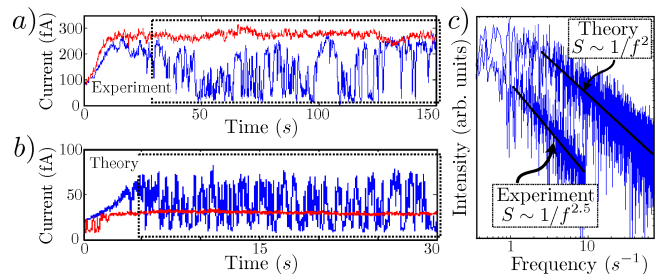 a)
Current (fA)
300
200
100
0
Experiment
50
100
150
Time (s)
b)
Current (fA)
100
50
0
Theory
0
15
30
Time (s)
c)
Intensity (arb. units)
Theory
S ~ 1/f^2
Experiment
S ~ 1/f^2.5
1
10
Frequency (s^-1)